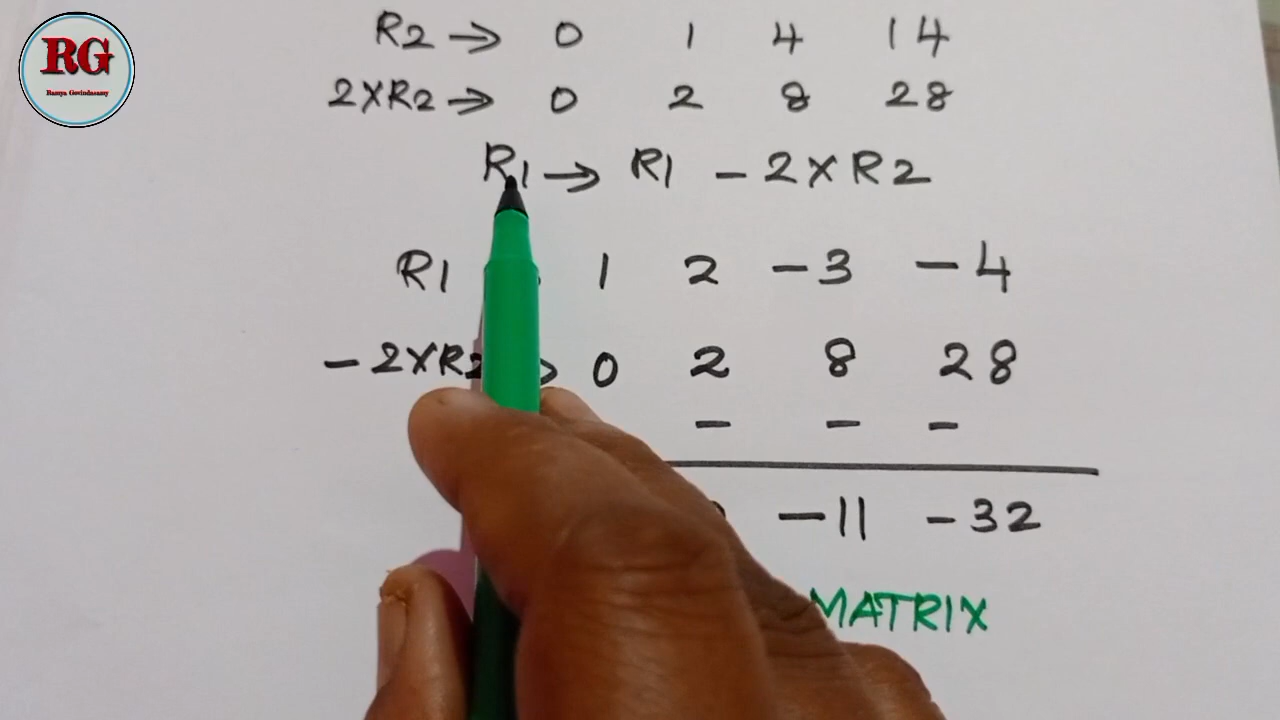 RG
Ramya Govindasamy
R2 → 0 1 4 14
2×R2 → 0 2 8 28
R1 → R1 - 2×R2
R1 1 2 -3 -4
-2×R2 0 2 8 28
- - -
-11 -32
MATRIX